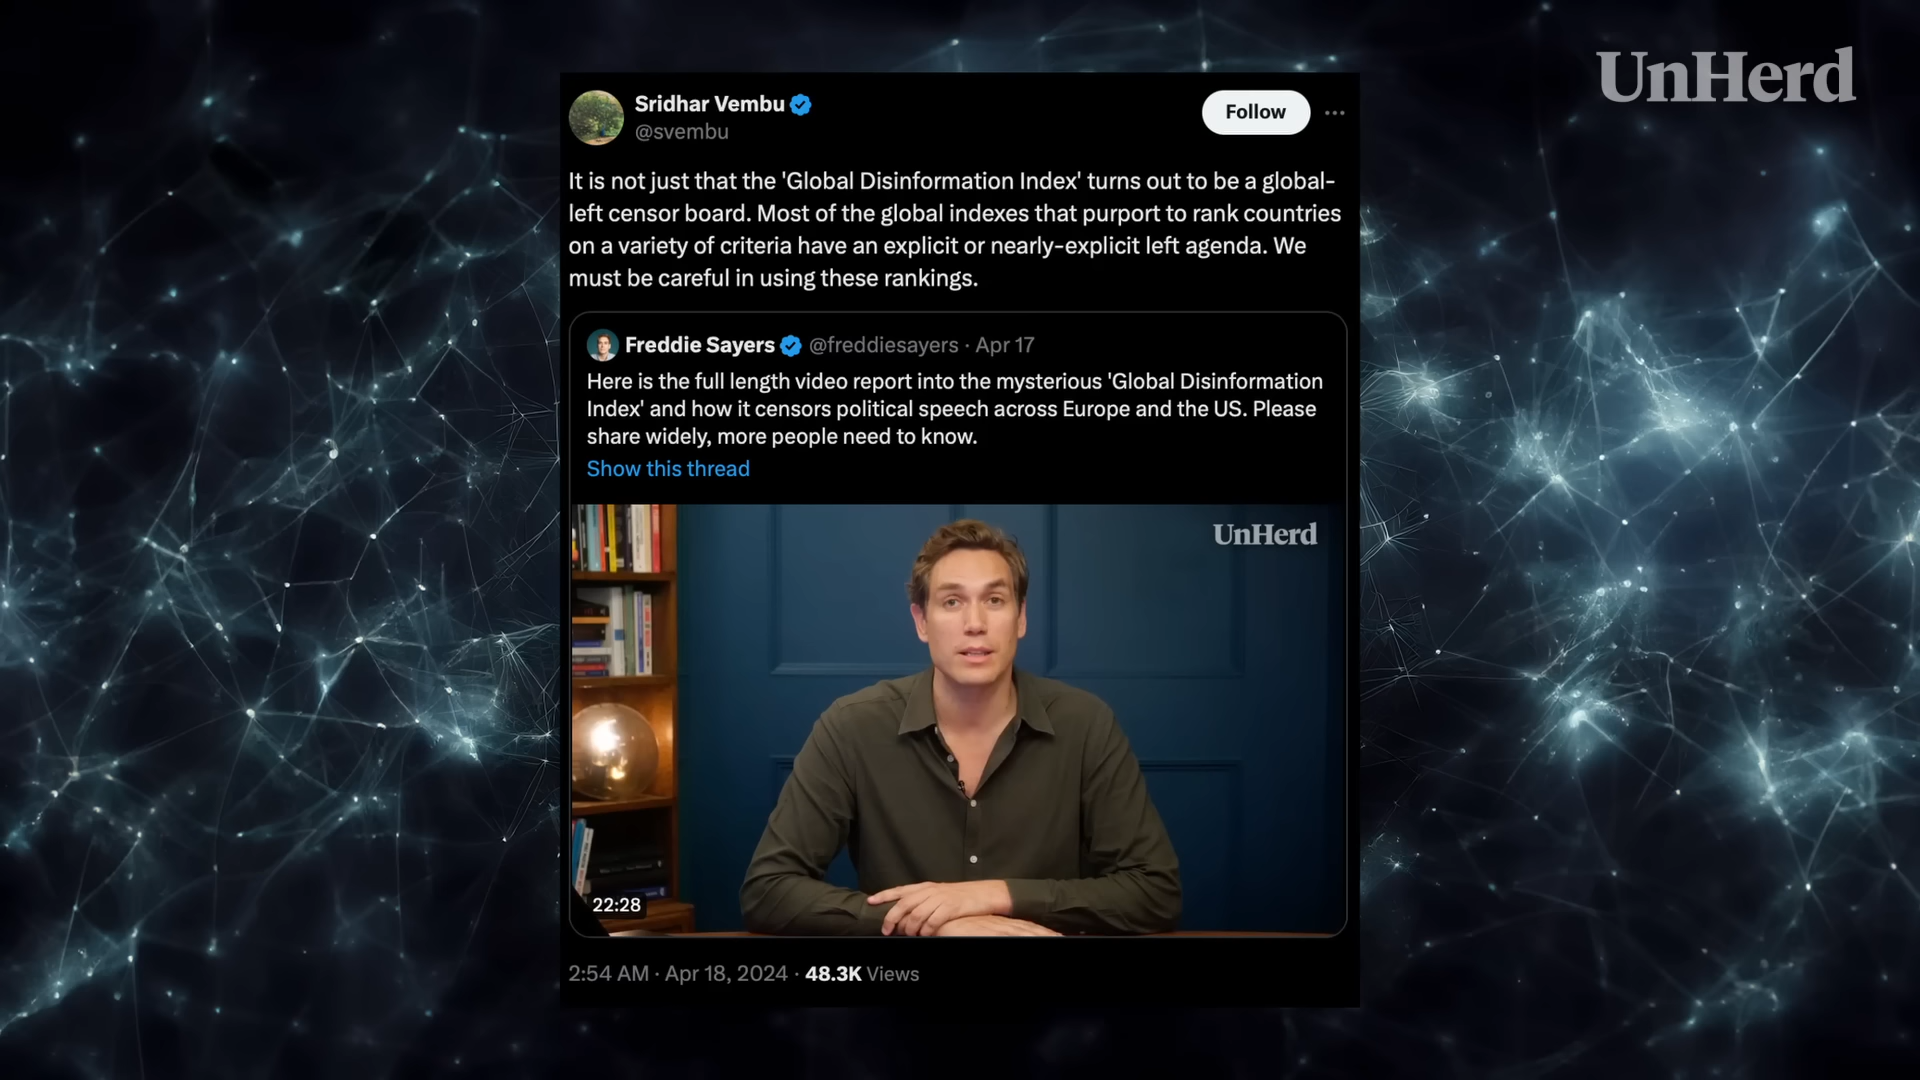 UnHerd
Sridhar Vembu
@svembu
Follow
It is not just that the 'Global Disinformation Index' turns out to be a global-
left censor board. Most of the global indexes that purport to rank countries
on a variety of criteria have an explicit or nearly-explicit left agenda. We
must be careful in using these rankings.
Freddie Sayers @freddiesayers · Apr 17
Here is the full length video report into the mysterious 'Global Disinformation
Index' and how it censors political speech across Europe and the US. Please
share widely, more people need to know.
Show this thread
UnHerd
22:28
2:54 AM · Apr 18, 2024 · 48.3K Views